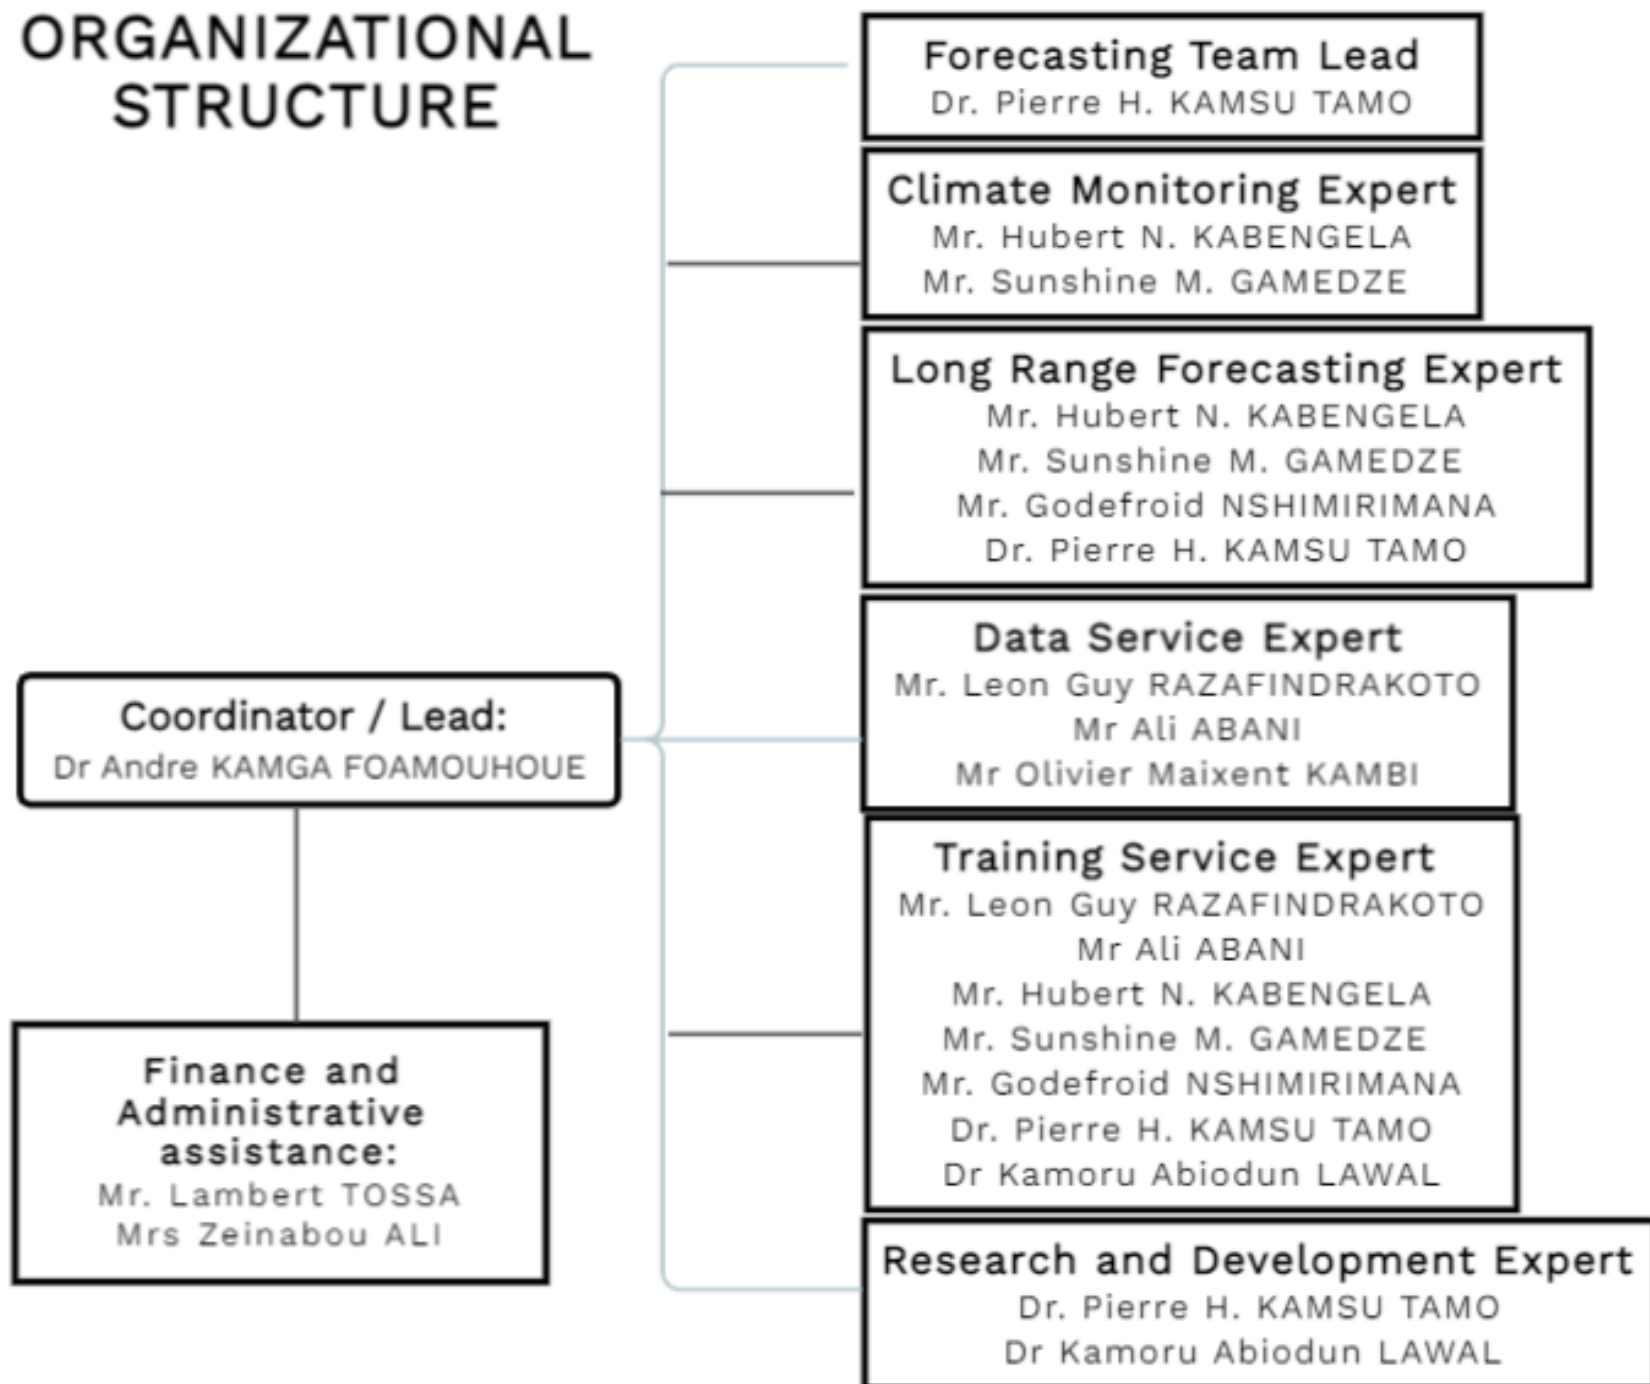 ORGANIZATIONAL
STRUCTURE
Forecasting Team Lead
Dr. Pierre H. KAMSU TAMO
Climate Monitoring Expert
Mr. Hubert N. KABENGELA
Mr. Sunshine M. GAMEDZE
Long Range Forecasting Expert
Mr. Hubert N. KABENGELA
Mr. Sunshine M. GAMEDZE
Mr. Godefroid NSHIMIRIMANA
Dr. Pierre H. KAMSU TAMO
Data Service Expert
Mr. Leon Guy RAZAFINDRAKOTO
Mr Ali ABANI
Mr Olivier Maixent KAMBI
Coordinator / Lead:
Dr Andre KAMGA FOAMOUHOUE
Training Service Expert
Mr. Leon Guy RAZAFINDRAKOTO
Mr Ali ABANI
Mr. Hubert N. KABENGELA
Mr. Sunshine M. GAMEDZE
Mr. Godefroid NSHIMIRIMANA
Dr. Pierre H. KAMSU TAMO
Dr Kamoru Abiodun LAWAL
Finance and
Administrative
assistance:
Mr. Lambert TOSSA
Mrs Zeinabou ALI
Research and Development Expert
Dr. Pierre H. KAMSU TAMO
Dr Kamoru Abiodun LAWAL